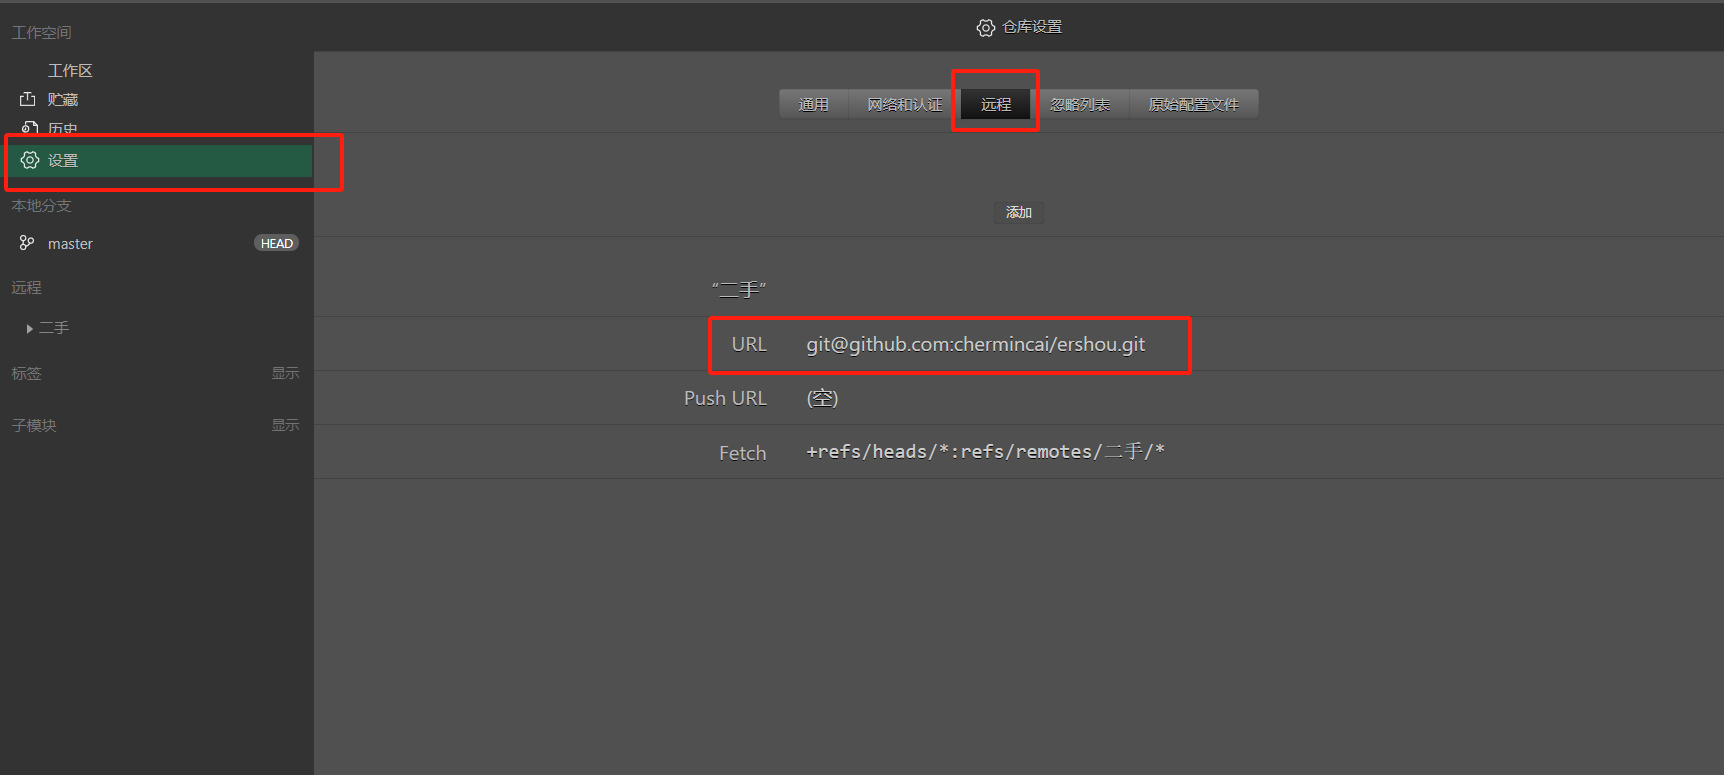 工作空间
仓库设置
工作区
贮藏
历史
设置
通用 网络和认证 远程 忽略列表 原始配置文件
添加
本地分支
master HEAD
远程
二手
标签 显示
子模块 显示
“二手”
URL git@github.com:chermincai/ershou.git
Push URL (空)
Fetch +refs/heads/*:refs/remotes/二手/*